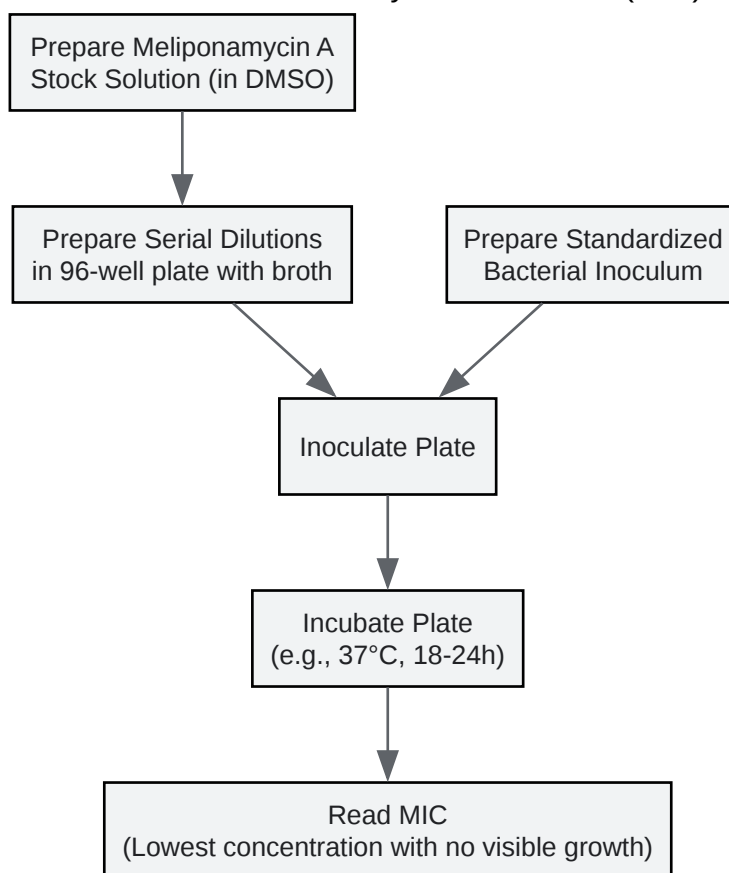 Prepare Meliponamycin A
Stock Solution (in DMSO)
Prepare Serial Dilutions
in 96-well plate with broth
Prepare Standardized
Bacterial Inoculum
Inoculate Plate
Incubate Plate
(e.g., 37°C, 18-24h)
Read MIC
(Lowest concentration with no visible growth)